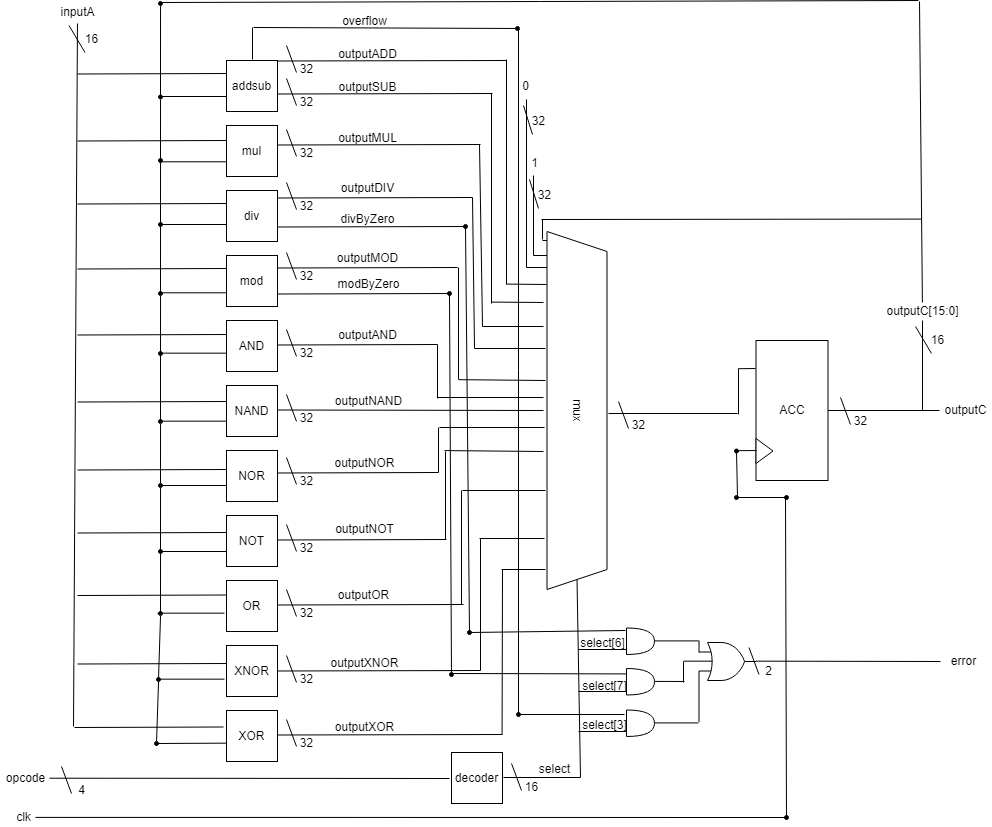 inputA
16
overflow
addsub
32
outputADD
32
outputSUB
0
32
mul
32
outputMUL
1
32
div
32
outputDIV
divByZero
mod
32
outputMOD
modByZero
outputC[15:0]
16
AND
32
outputAND
NAND
32
outputNAND
mux
32
ACC
32
outputC
NOR
32
outputNOR
NOT
32
outputNOT
OR
32
outputOR
XNOR
32
outputXNOR
select[6]
select[7]
select[3]
2
error
XOR
32
outputXOR
opcode
4
decoder
16
select
clk